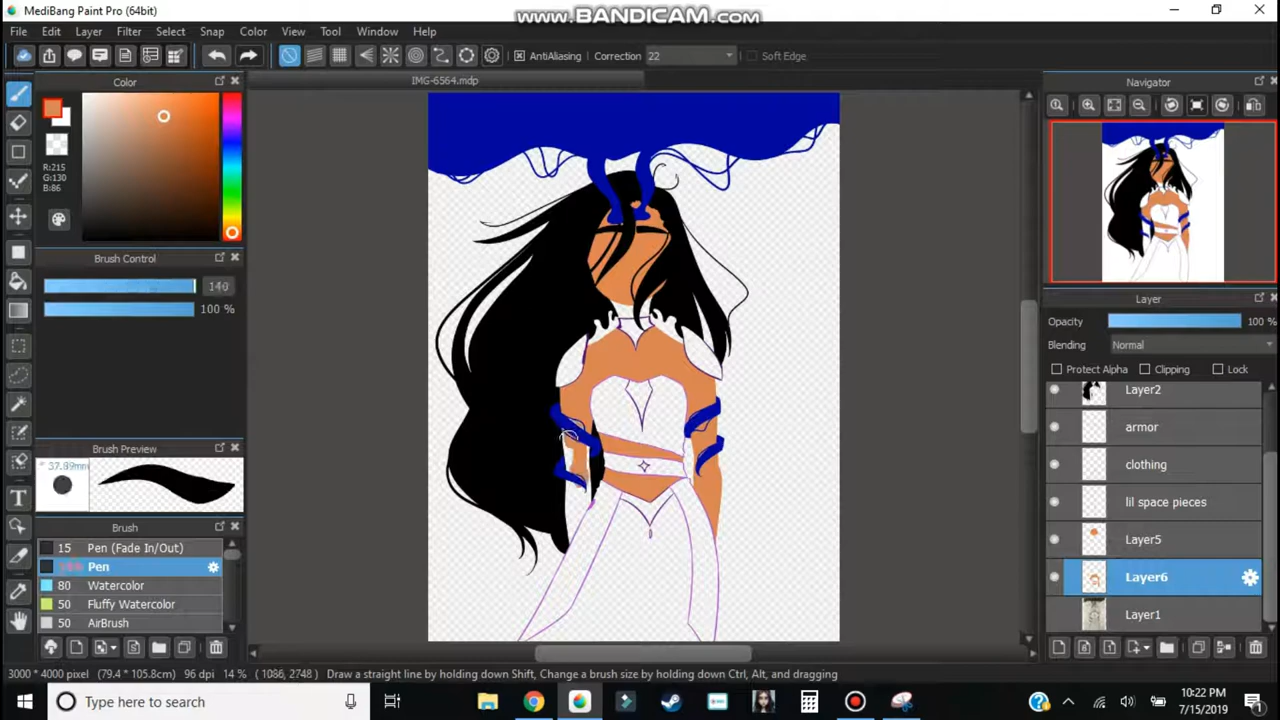 MediBang Paint Pro (64bit)
www.BANDICAM.com
File Edit Layer Filter Select Snap Color View Tool Window Help
AntiAliasing Correction 22 Soft Edge
Color
IMG-6564.mdp
Navigator
R:215
G:130
B:86
Brush Control
140
100 %
Layer
Opacity 100 %
Blending Normal
Protect Alpha Clipping Lock
Layer2
armor
clothing
lil space pieces
Layer5
Layer6
Layer1
Brush Preview
37.89mm
Brush
15 Pen (Fade In/Out)
Pen
80 Watercolor
50 Fluffy Watercolor
50 AirBrush
3000 * 4000 pixel (79.4 * 105.8cm) 96 dpi 14 % ( 1086, 2748 ) Draw a straight line by holding down Shift, Change a brush size by holding down Ctrl, Alt, and dragging
Type here to search
10:22 PM
7/15/2019